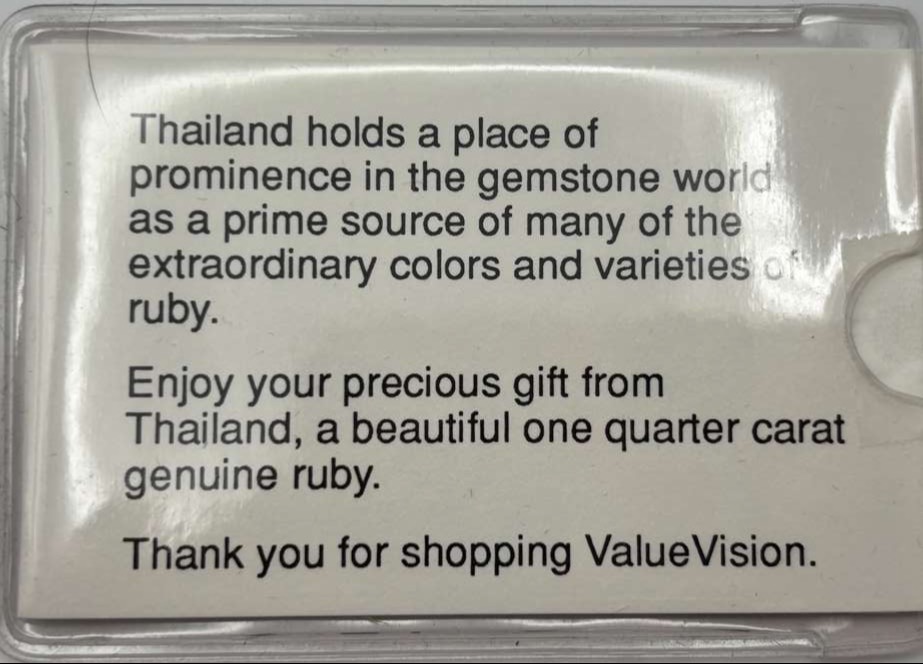 Thailand holds a place of
prominence in the gemstone world
as a prime source of many of the
extraordinary colors and varieties of
ruby.
Enjoy your precious gift from
Thailand, a beautiful one quarter carat
genuine ruby.
Thank you for shopping ValueVision.